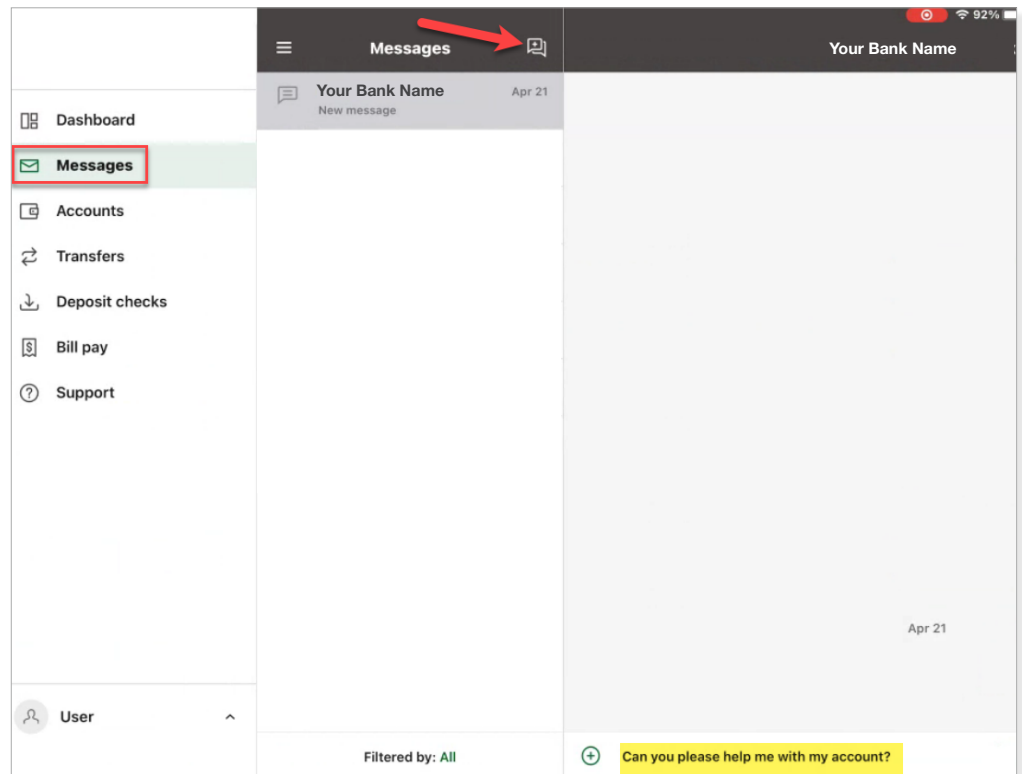 92%
Messages
Your Bank Name
Your Bank Name
Apr 21
New message
Dashboard
Messages
Accounts
Transfers
Deposit checks
Bill pay
Support
Apr 21
User
Filtered by: All
Can you please help me with my account?